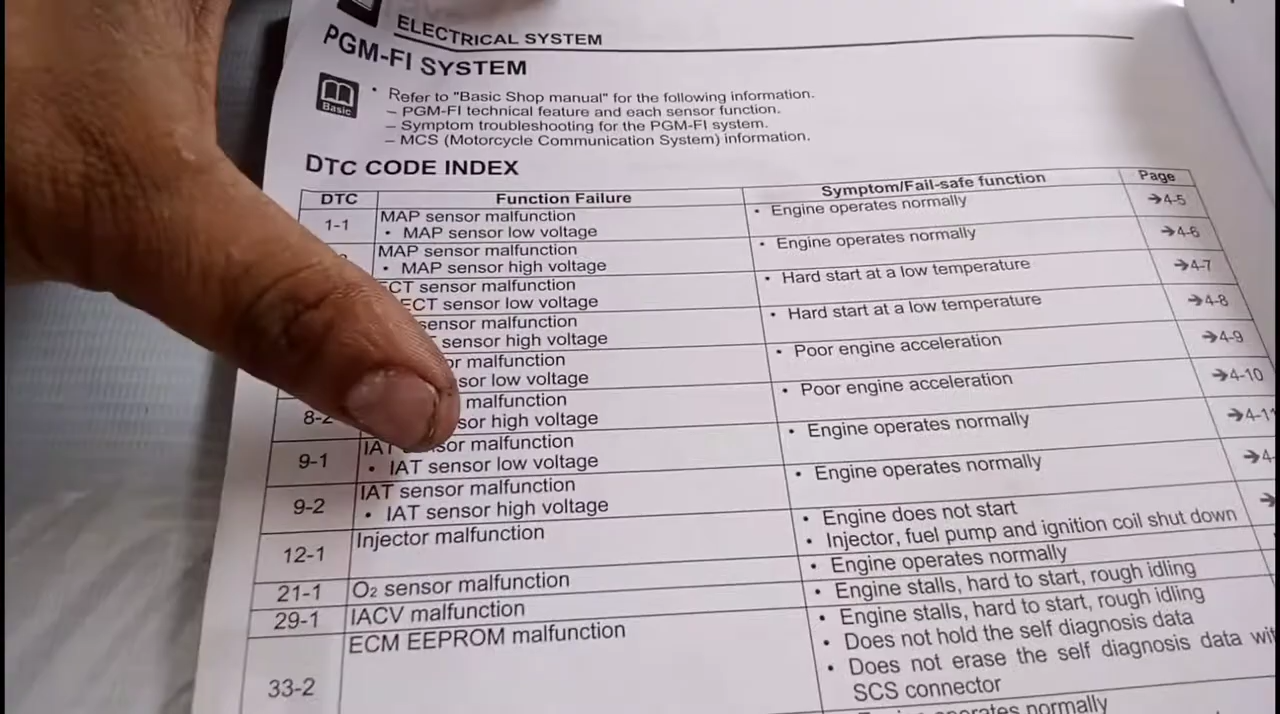 ELECTRICAL SYSTEM
PGM-FI SYSTEM
Basic
• Refer to "Basic Shop manual" for the following information.
– PGM-FI technical feature and each sensor function.
– Symptom troubleshooting for the PGM-FI system.
– MCS (Motorcycle Communication System) information.
DTC CODE INDEX
DTC Function Failure Symptom/Fail-safe function Page
1-1 MAP sensor malfunction • Engine operates normally ➔4-5
• MAP sensor low voltage
MAP sensor malfunction • Engine operates normally ➔4-6
• MAP sensor high voltage
ECT sensor malfunction • Hard start at a low temperature ➔4-7
ECT sensor low voltage
sensor malfunction • Hard start at a low temperature ➔4-8
sensor high voltage
malfunction • Poor engine acceleration ➔4-9
low voltage
8-2 malfunction • Poor engine acceleration ➔4-10
high voltage
9-1 IAT sensor malfunction • Engine operates normally ➔4-11
• IAT sensor low voltage
9-2 IAT sensor malfunction • Engine operates normally ➔4-
• IAT sensor high voltage
12-1 Injector malfunction • Engine does not start
• Injector, fuel pump and ignition coil shut down
21-1 O2 sensor malfunction • Engine operates normally
29-1 IACV malfunction • Engine stalls, hard to start, rough idling
33-2 ECM EEPROM malfunction • Engine stalls, hard to start, rough idling
• Does not hold the self diagnosis data
• Does not erase the self diagnosis data
SCS connector
Engine operates normally